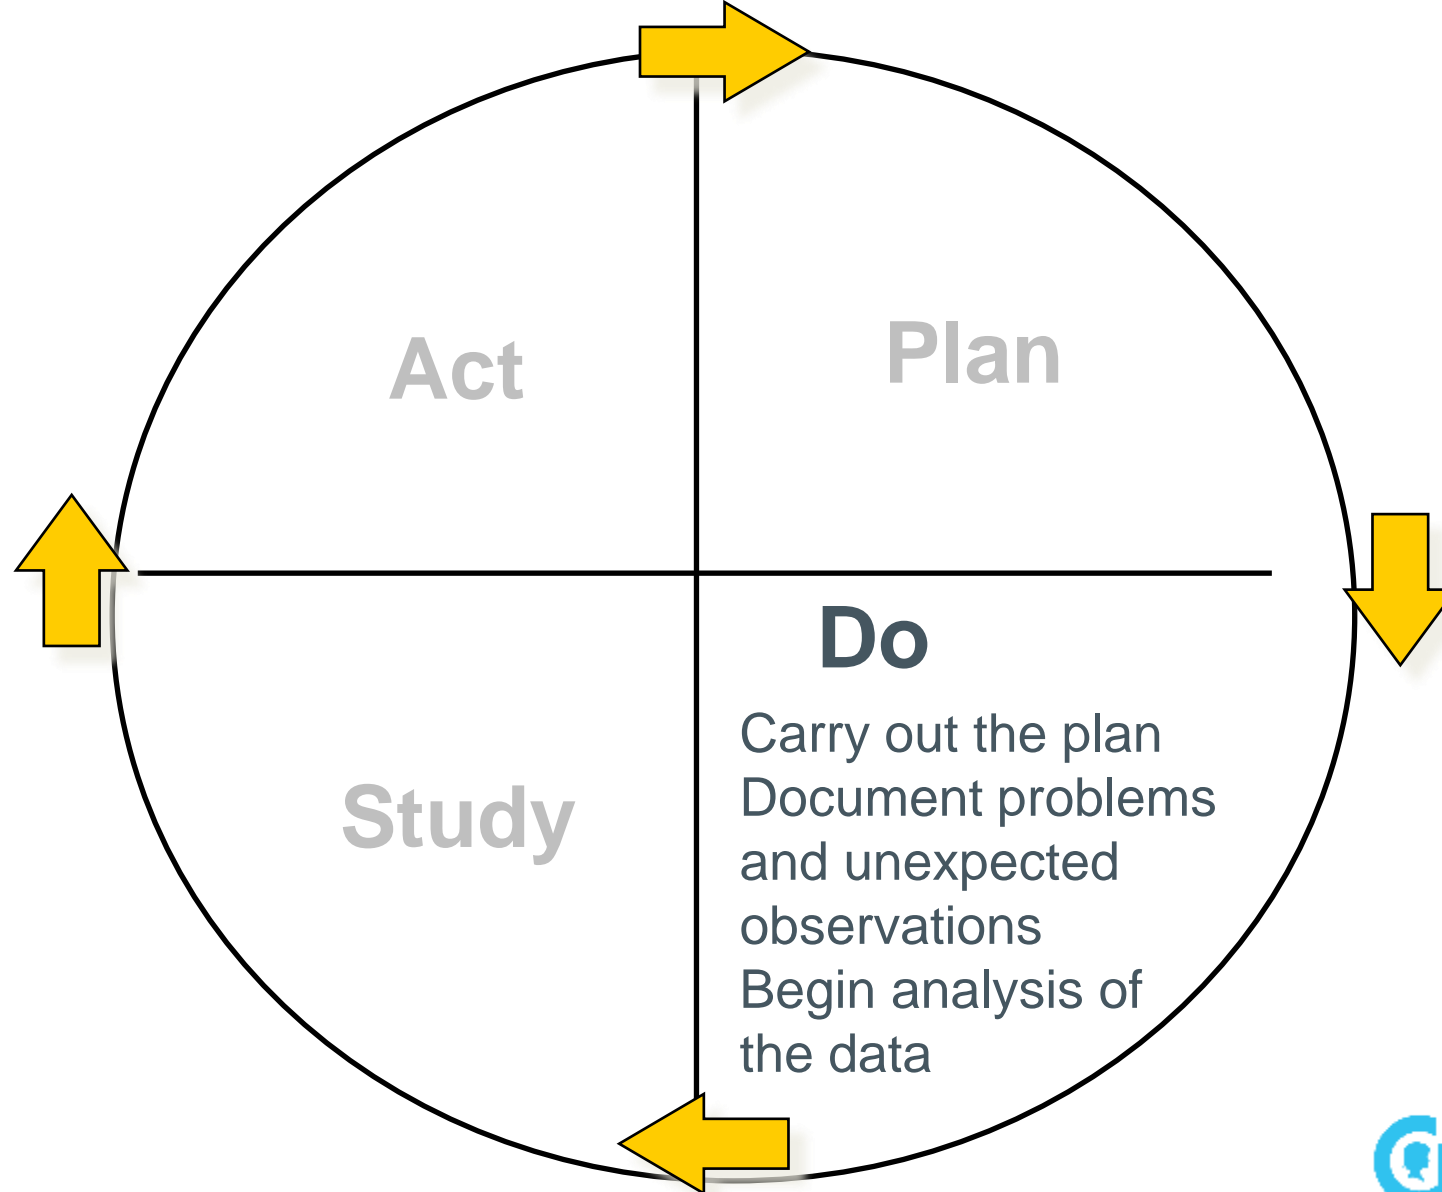 Act
Plan
Do
Carry out the plan
Document problems
and unexpected
observations
Begin analysis of
the data
Study